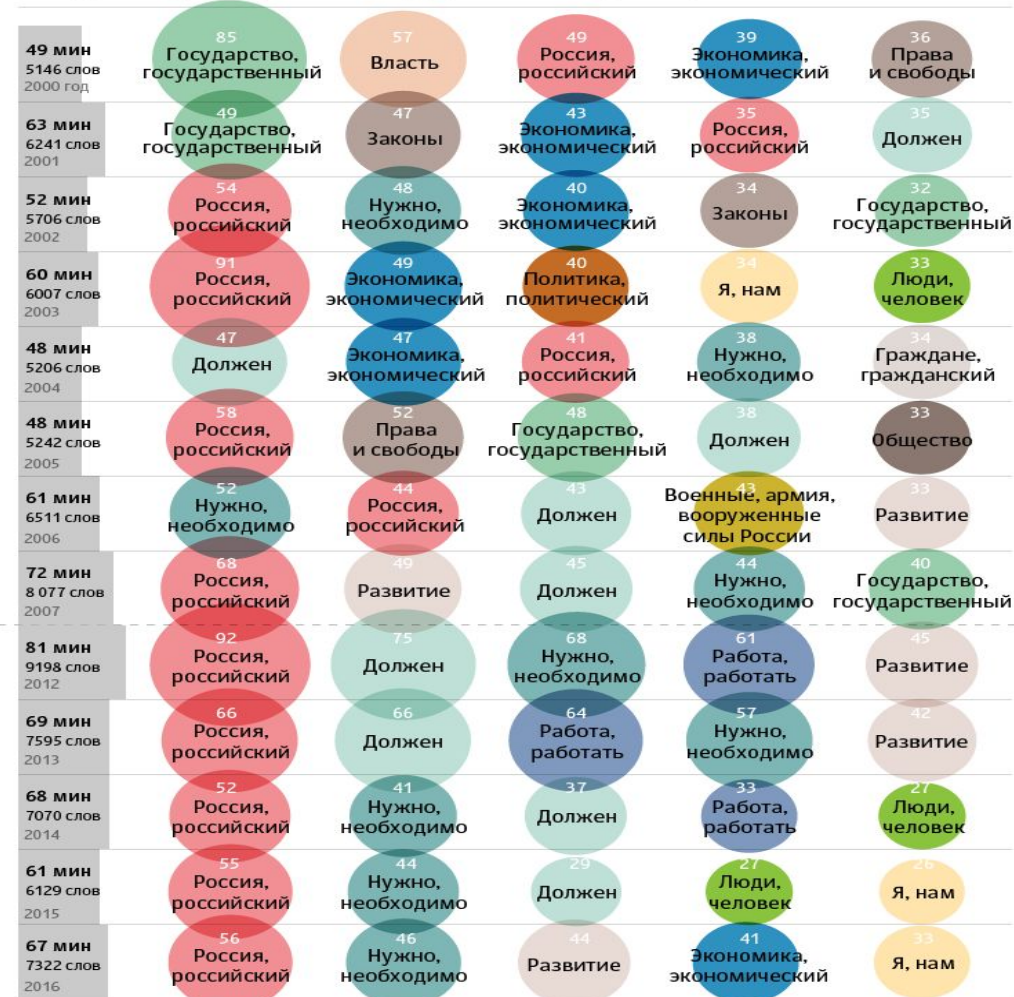 49 мин
5146 слов
2000 год
85
Государство,
государственный
57
Власть
49
Россия,
российский
39
Экономика,
экономический
36
Права
и свободы
63 мин
6241 слов
2001
49
Государство,
государственный
47
Законы
43
Экономика,
экономический
35
Россия,
российский
35
Должен
52 мин
5706 слов
2002
54
Россия,
российский
48
Нужно,
необходимо
40
Экономика,
экономический
34
Законы
32
Государство,
государственный
60 мин
6007 слов
2003
91
Россия,
российский
49
Экономика,
экономический
40
Политика,
политический
34
Я, нам
33
Люди,
человек
48 мин
5206 слов
2004
47
Должен
47
Экономика,
экономический
41
Россия,
российский
38
Нужно,
необходимо
34
Граждане,
гражданский
48 мин
5242 слов
2005
58
Россия,
российский
52
Права
и свободы
48
Государство,
государственный
38
Должен
33
Общество
61 мин
6511 слов
2006
52
Нужно,
необходимо
44
Россия,
российский
43
Должен
43
Военные, армия,
вооруженные
силы России
33
Развитие
72 мин
8 077 слов
2007
68
Россия,
российский
49
Развитие
45
Должен
44
Нужно,
необходимо
40
Государство,
государственный
81 мин
9198 слов
2012
92
Россия,
российский
75
Должен
68
Нужно,
необходимо
61
Работа,
работать
45
Развитие
69 мин
7595 слов
2013
66
Россия,
российский
66
Должен
64
Работа,
работать
57
Нужно,
необходимо
42
Развитие
68 мин
7070 слов
2014
52
Россия,
российский
41
Нужно,
необходимо
37
Должен
33
Работа,
работать
27
Люди,
человек
61 мин
6129 слов
2015
55
Россия,
российский
44
Нужно,
необходимо
29
Должен
27
Люди,
человек
26
Я, нам
67 мин
7322 слов
2016
56
Россия,
российский
46
Нужно,
необходимо
44
Развитие
41
Экономика,
экономический
33
Я, нам